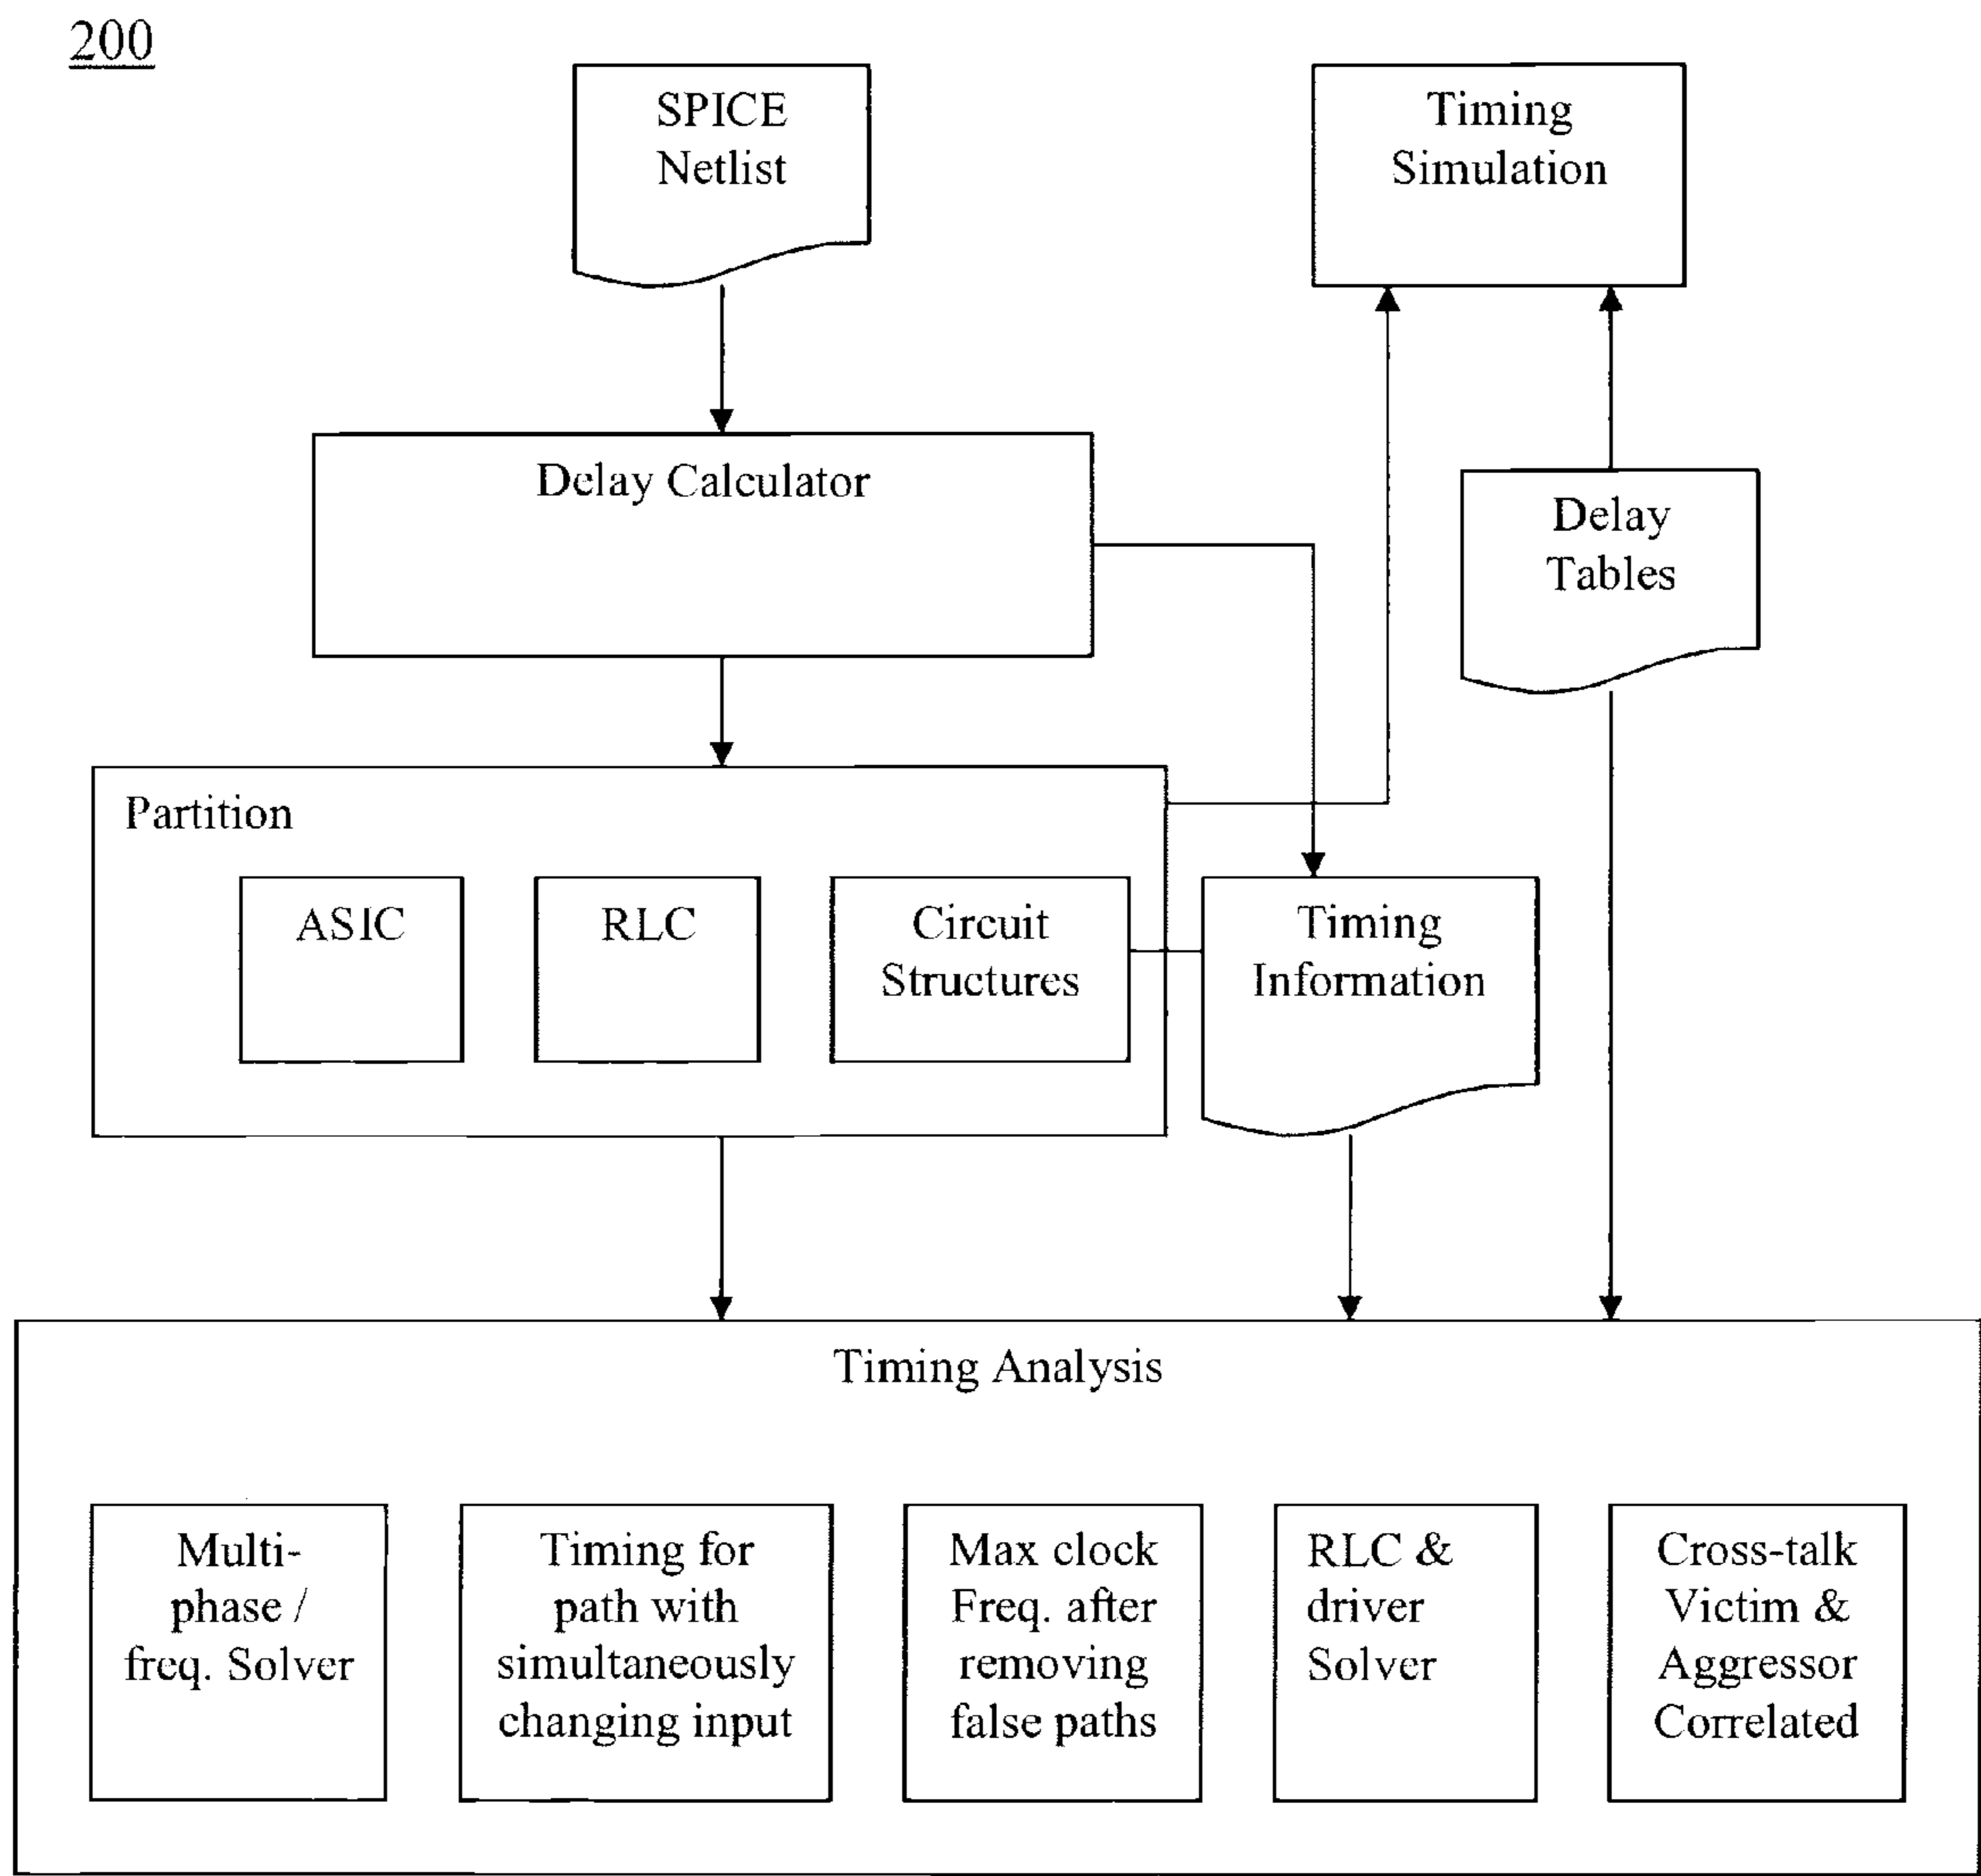 200
SPICE
Netlist
Timing
Simulation
Delay Calculator
Delay
Tables
Partition
ASIC
RLC
Circuit
Structures
Timing
Information
Timing Analysis
Multi-
phase /
freq. Solver
Timing for
path with
simultaneously
changing input
Max clock
Freq. after
removing
false paths
RLC &
driver
Solver
Cross-talk
Victim &
Aggressor
Correlated